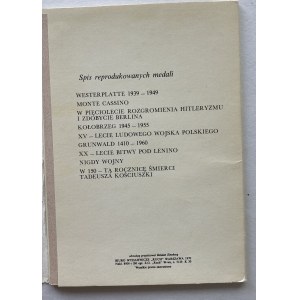 Spis reprodukowanych medali
WESTERPLATTE 1939 – 1949
MONTE CASSINO
W PIĘCIOLECIE ROZGROMIENIA HITLERYZMU
I ZDOBYCIE BERLINA
KOŁOBRZEG 1945 – 1955
XV – LECIE LUDOWEGO WOJSKA POLSKIEGO
GRUNWALD 1410 – 1960
XX – LECIE BITWY POD LENINO
NIGDY WOJNY
W 150 – TĄ ROCZNICĘ ŚMIERCI
TADEUSZA KOŚCIUSZKI